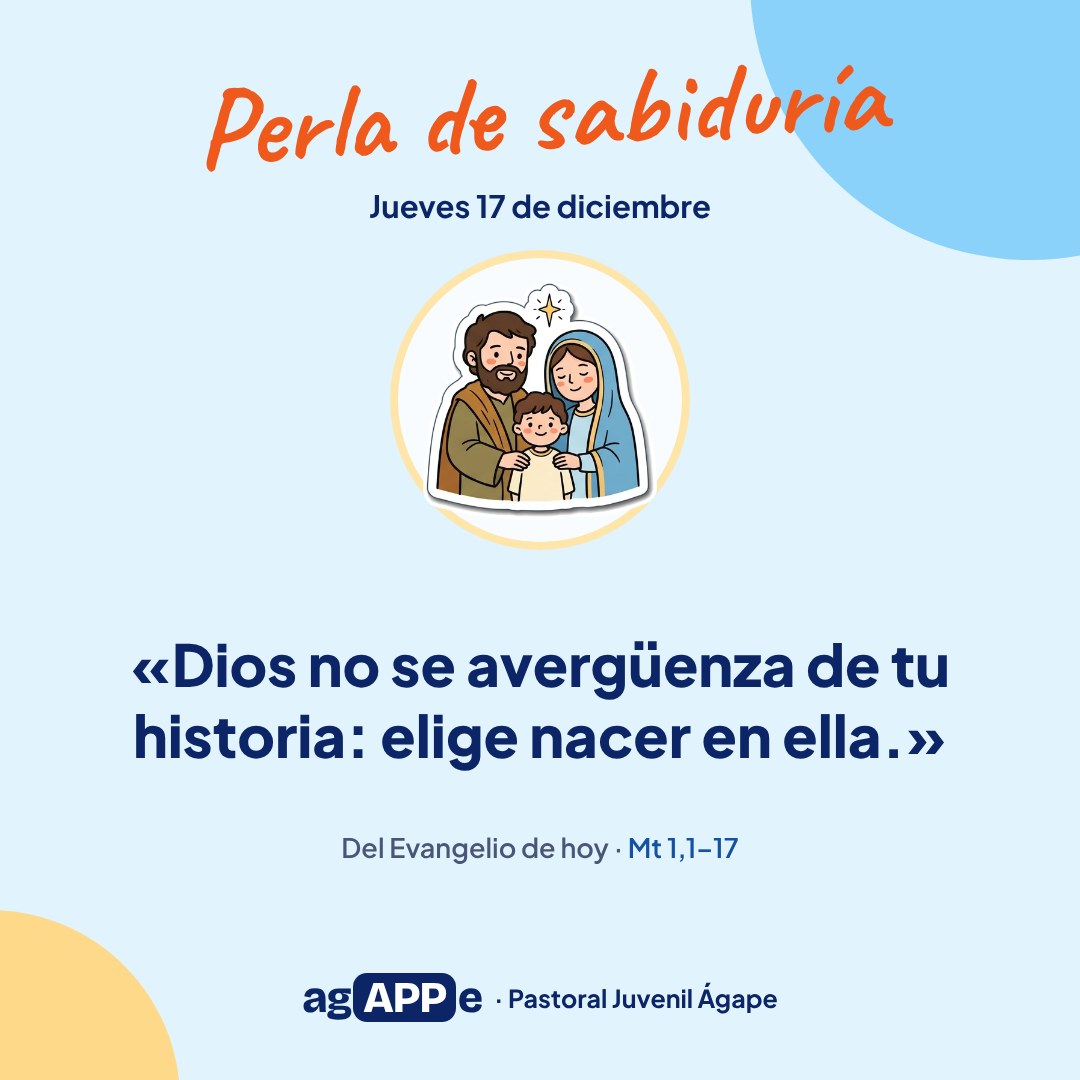 Perla de sabiduría
Jueves 17 de diciembre
«Dios no se avergüenza de tu
historia: elige nacer en ella.»
Del Evangelio de hoy · Mt 1,1–17
agAPPe · Pastoral Juvenil Ágape